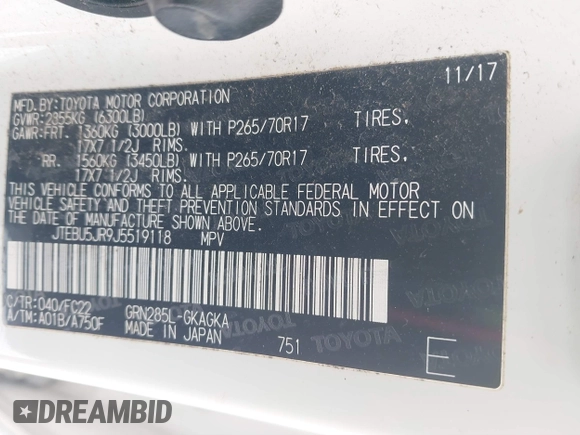 MFD.BY:TOYOTA MOTOR CORPORATION 11/17
GVWR:2855KG (6300LB)
GAWR:FRT. 1360KG (3000LB) WITH P265/70R17 TIRES,
17X7 1/2J RIMS.
RR. 1560KG (3450LB) WITH P265/70R17 TIRES,
17X7 1/2J RIMS.
THIS VEHICLE CONFORMS TO ALL APPLICABLE FEDERAL MOTOR
VEHICLE SAFETY AND THEFT PREVENTION STANDARDS IN EFFECT ON
THE DATE OF MANUFACTURE SHOWN ABOVE.
JTEBU5JR9J5519118 MPV
C/TR:040/FC22 GRN285L-GKAGKA
A/TM:A01B/A750F MADE IN JAPAN 751 E
DREAMBID